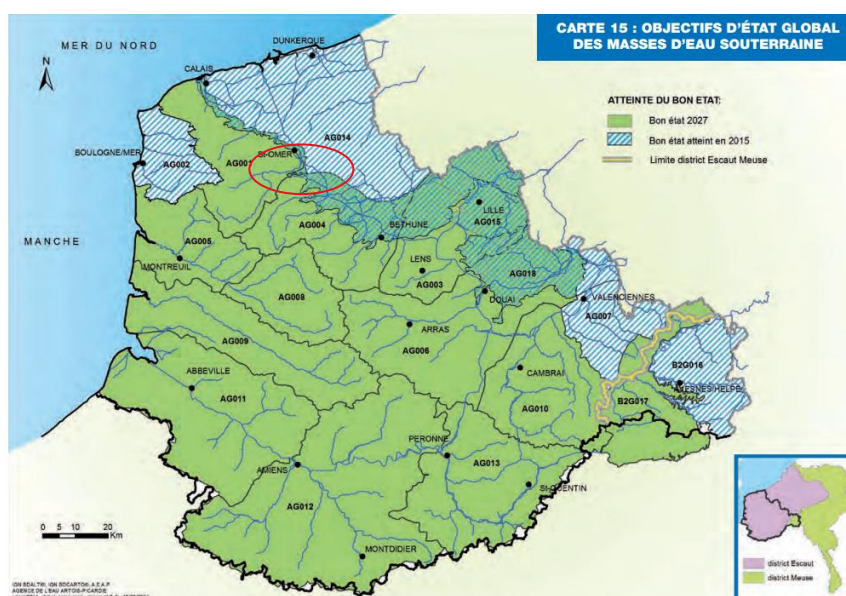 CARTE 15 : OBJECTIFS D'ÉTAT GLOBAL
DES MASSES D'EAU SOUTERRAINE
MER DU NORD
DUNKERQUE
N
CALAIS
ATTEINTE DU BON ETAT:
Bon état 2027
Bon état atteint en 2015
Limite district Escaut Meuse
AG014
ST-OMER
BOULOGNE/MER
AG002
AG001
LILLE
AG015
AG004
BETHUNE
MANCHE
AG005
LENS
MONTREUIL
AG003
AG018
DOUAI
VALENCIENNES
AG008
AG007
ARRAS
AG009
AG006
B2G016
CAMBRAI
AVESNES/HELPE
ABBEVILLE
AG011
AG010
B2G017
PERONNE
AMIENS
AG013
ST-QUENTIN
AG012
0 5 10 20
Km
MONTDIDIER
district Escaut
district Meuse
AGENCE DE L'EAU ARTOIS-PICARDIE